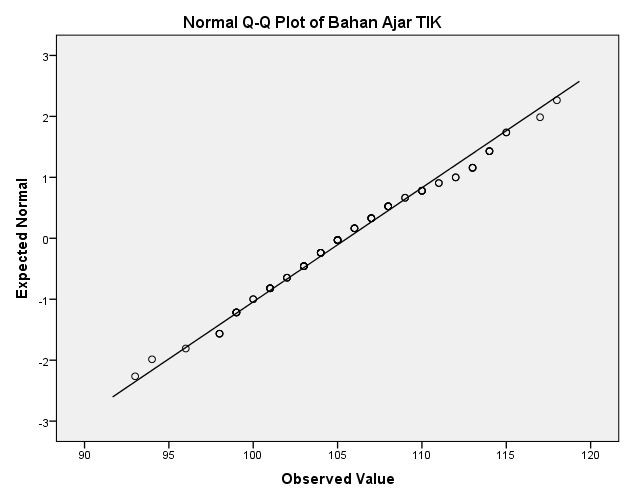 Normal Q-Q Plot of Bahan Ajar TIK
3
2
1
0
-1
-2
-3
Expected Normal
90 95 100 105 110 115 120
Observed Value